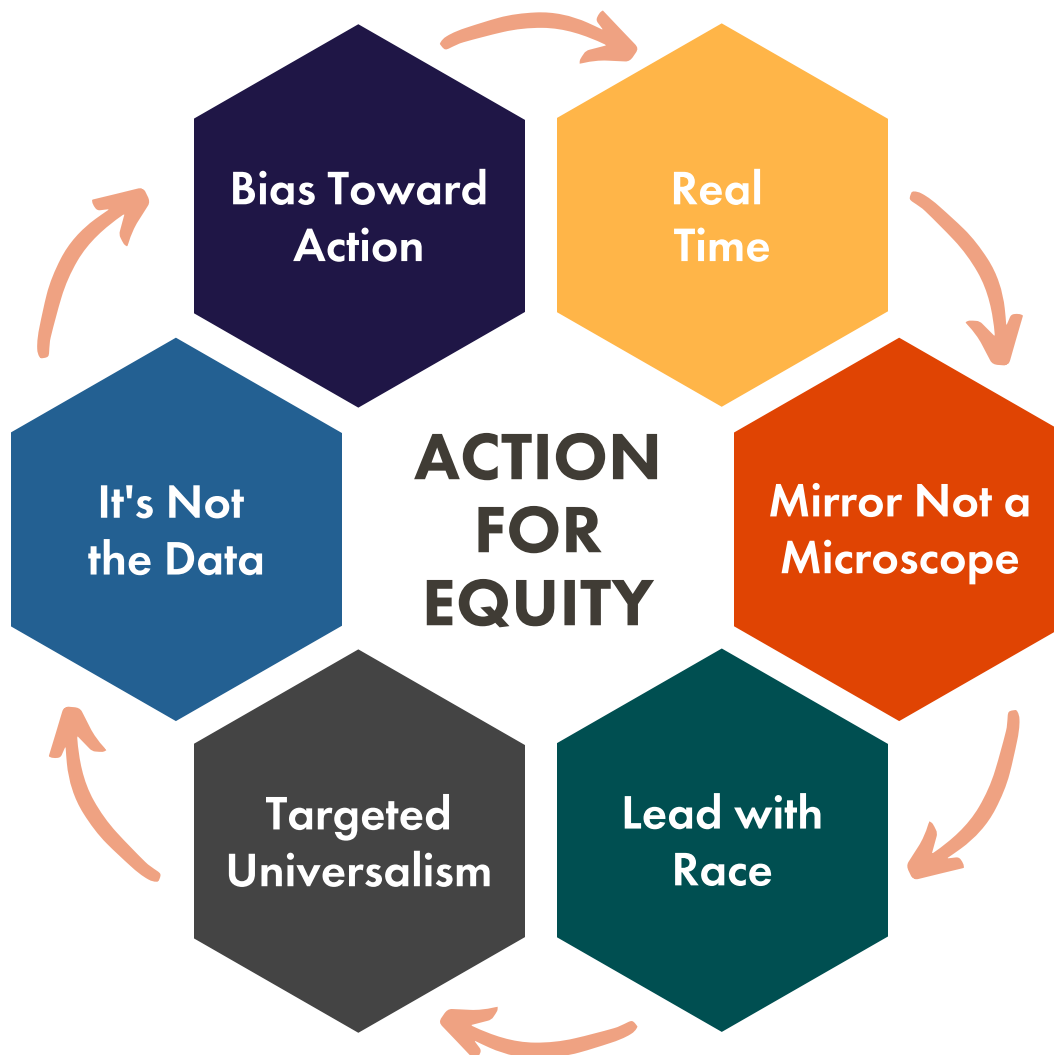 Bias Toward
Action
Real
Time
Mirror Not a
Microscope
Lead with
Race
Targeted
Universalism
It's Not
the Data
ACTION
FOR
EQUITY